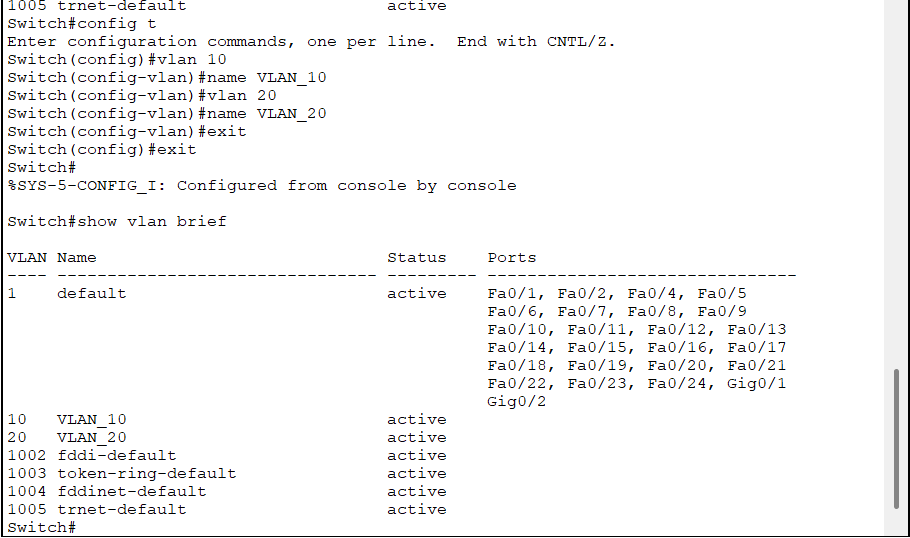 1005 trnet-default                    active
Switch#config t
Enter configuration commands, one per line.  End with CNTL/Z.
Switch(config)#vlan 10
Switch(config-vlan)#name VLAN_10
Switch(config-vlan)#vlan 20
Switch(config-vlan)#name VLAN_20
Switch(config-vlan)#exit
Switch(config)#exit
Switch#
%SYS-5-CONFIG_I: Configured from console by console

Switch#show vlan brief

VLAN Name                             Status    Ports
---- -------------------------------- --------- -------------------------------
1    default                          active    Fa0/1, Fa0/2, Fa0/4, Fa0/5
                                                Fa0/6, Fa0/7, Fa0/8, Fa0/9
                                                Fa0/10, Fa0/11, Fa0/12, Fa0/13
                                                Fa0/14, Fa0/15, Fa0/16, Fa0/17
                                                Fa0/18, Fa0/19, Fa0/20, Fa0/21
                                                Fa0/22, Fa0/23, Fa0/24, Gig0/1
                                                Gig0/2
10   VLAN_10                          active
20   VLAN_20                          active
1002 fddi-default                     active
1003 token-ring-default               active
1004 fddinet-default                  active
1005 trnet-default                    active
Switch#